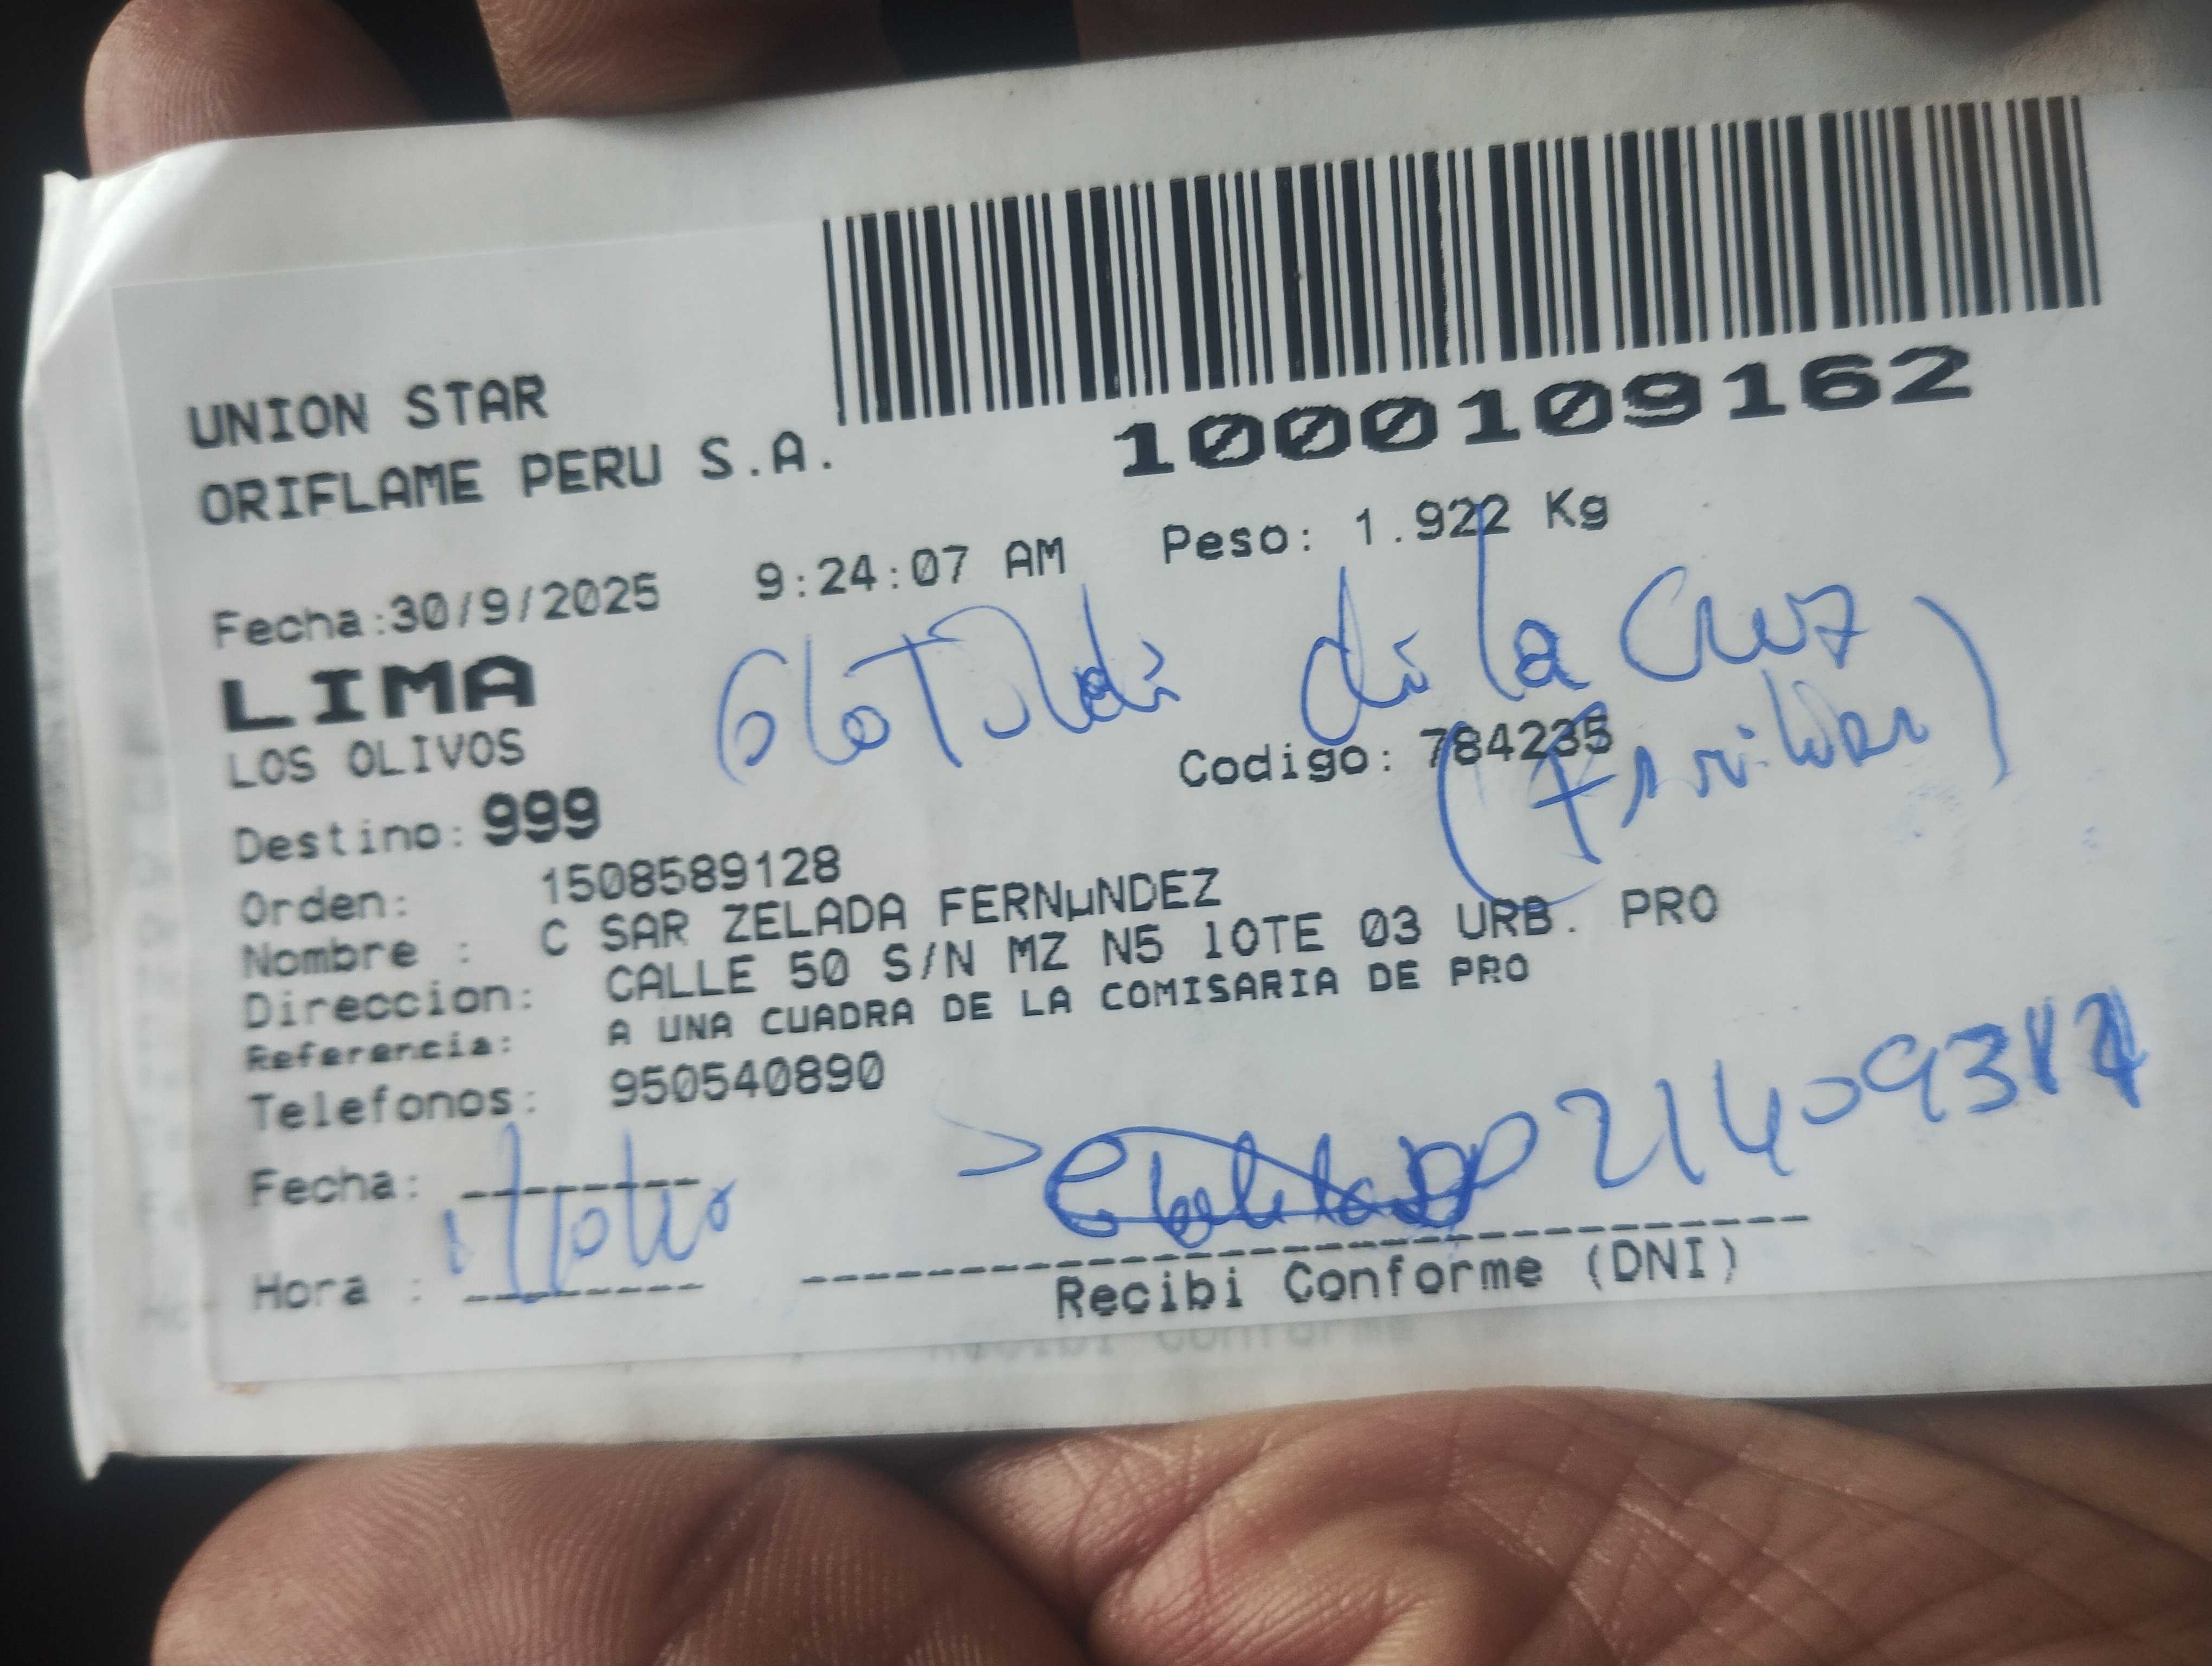 1000109162
UNION STAR
ORIFLAME PERU S.A.
Fecha:30/9/2025 9:24:07 AM Peso: 1.922 Kg
LIMA
LOS OLIVOS
de la Cruz
Codigo: 784235
Destino: 999
Orden: 1508589128
Nombre : C SAR ZELADA FERNµNDEZ
Direccion: CALLE 50 S/N MZ N5 lOTE 03 URB. PRO
Referencia: A UNA CUADRA DE LA COMISARIA DE PRO
Telefonos: 950540890
Fecha:
Hora :
Recibi Conforme (DNI)